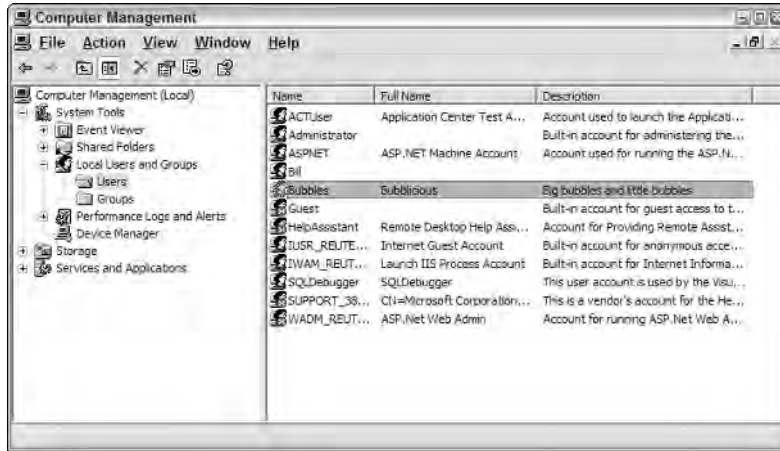 Computer Management
File Action View Window Help
Computer Management (Local)
System Tools
Event Viewer
Shared Folders
Local Users and Groups
Users
Groups
Performance Logs and Alerts
Device Manager
Storage
Services and Applications
Name Full Name Description
ACTUser Application Center Test A... Account used to launch the Applicati...
Administrator Built-in account for administering the...
ASPNET ASP.NET Machine Account Account used for running the ASP.N...
Bill
Bubbles Bubblicious Big bubbles and little bubbles
Guest Built-in account for guest access to t...
HelpAssistant Remote Desktop Help Assi... Account for Providing Remote Assist...
IUSR_REUTE... Internet Guest Account Built-in account for anonymous acce...
IWAM_REUT... Launch IIS Process Account Built-in account for Internet Informa...
SQLDebugger SQLDebugger This user account is used by the Visu...
SUPPORT_38... CN=Microsoft Corporation... This is a vendor's account for the He...
WADM_REUT... ASP.Net Web Admin Account for running ASP.Net Web A...